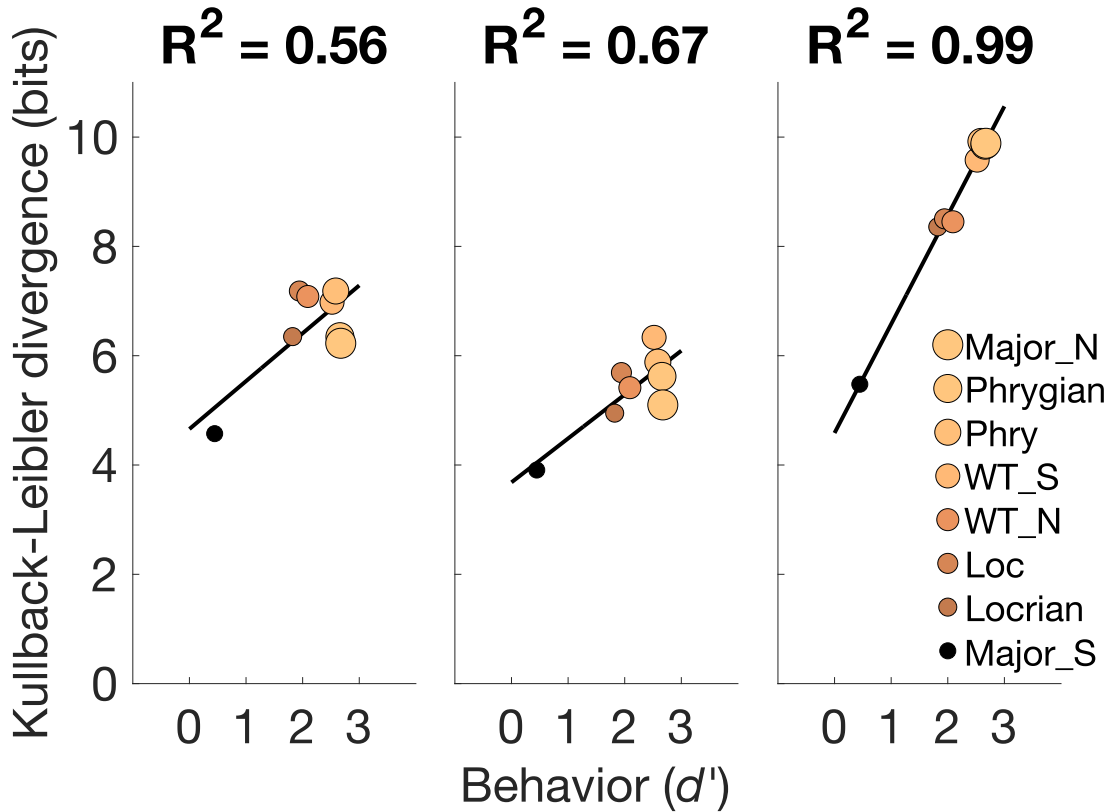 R² = 0.56
R² = 0.67
R² = 0.99
Kullback-Leibler divergence (bits)
10
8
6
4
2
0
Major_N
Phrygian
Phry
WT_S
WT_N
Loc
Locrian
Major_S
0 1 2 3
0 1 2 3
0 1 2 3
Behavior (d')